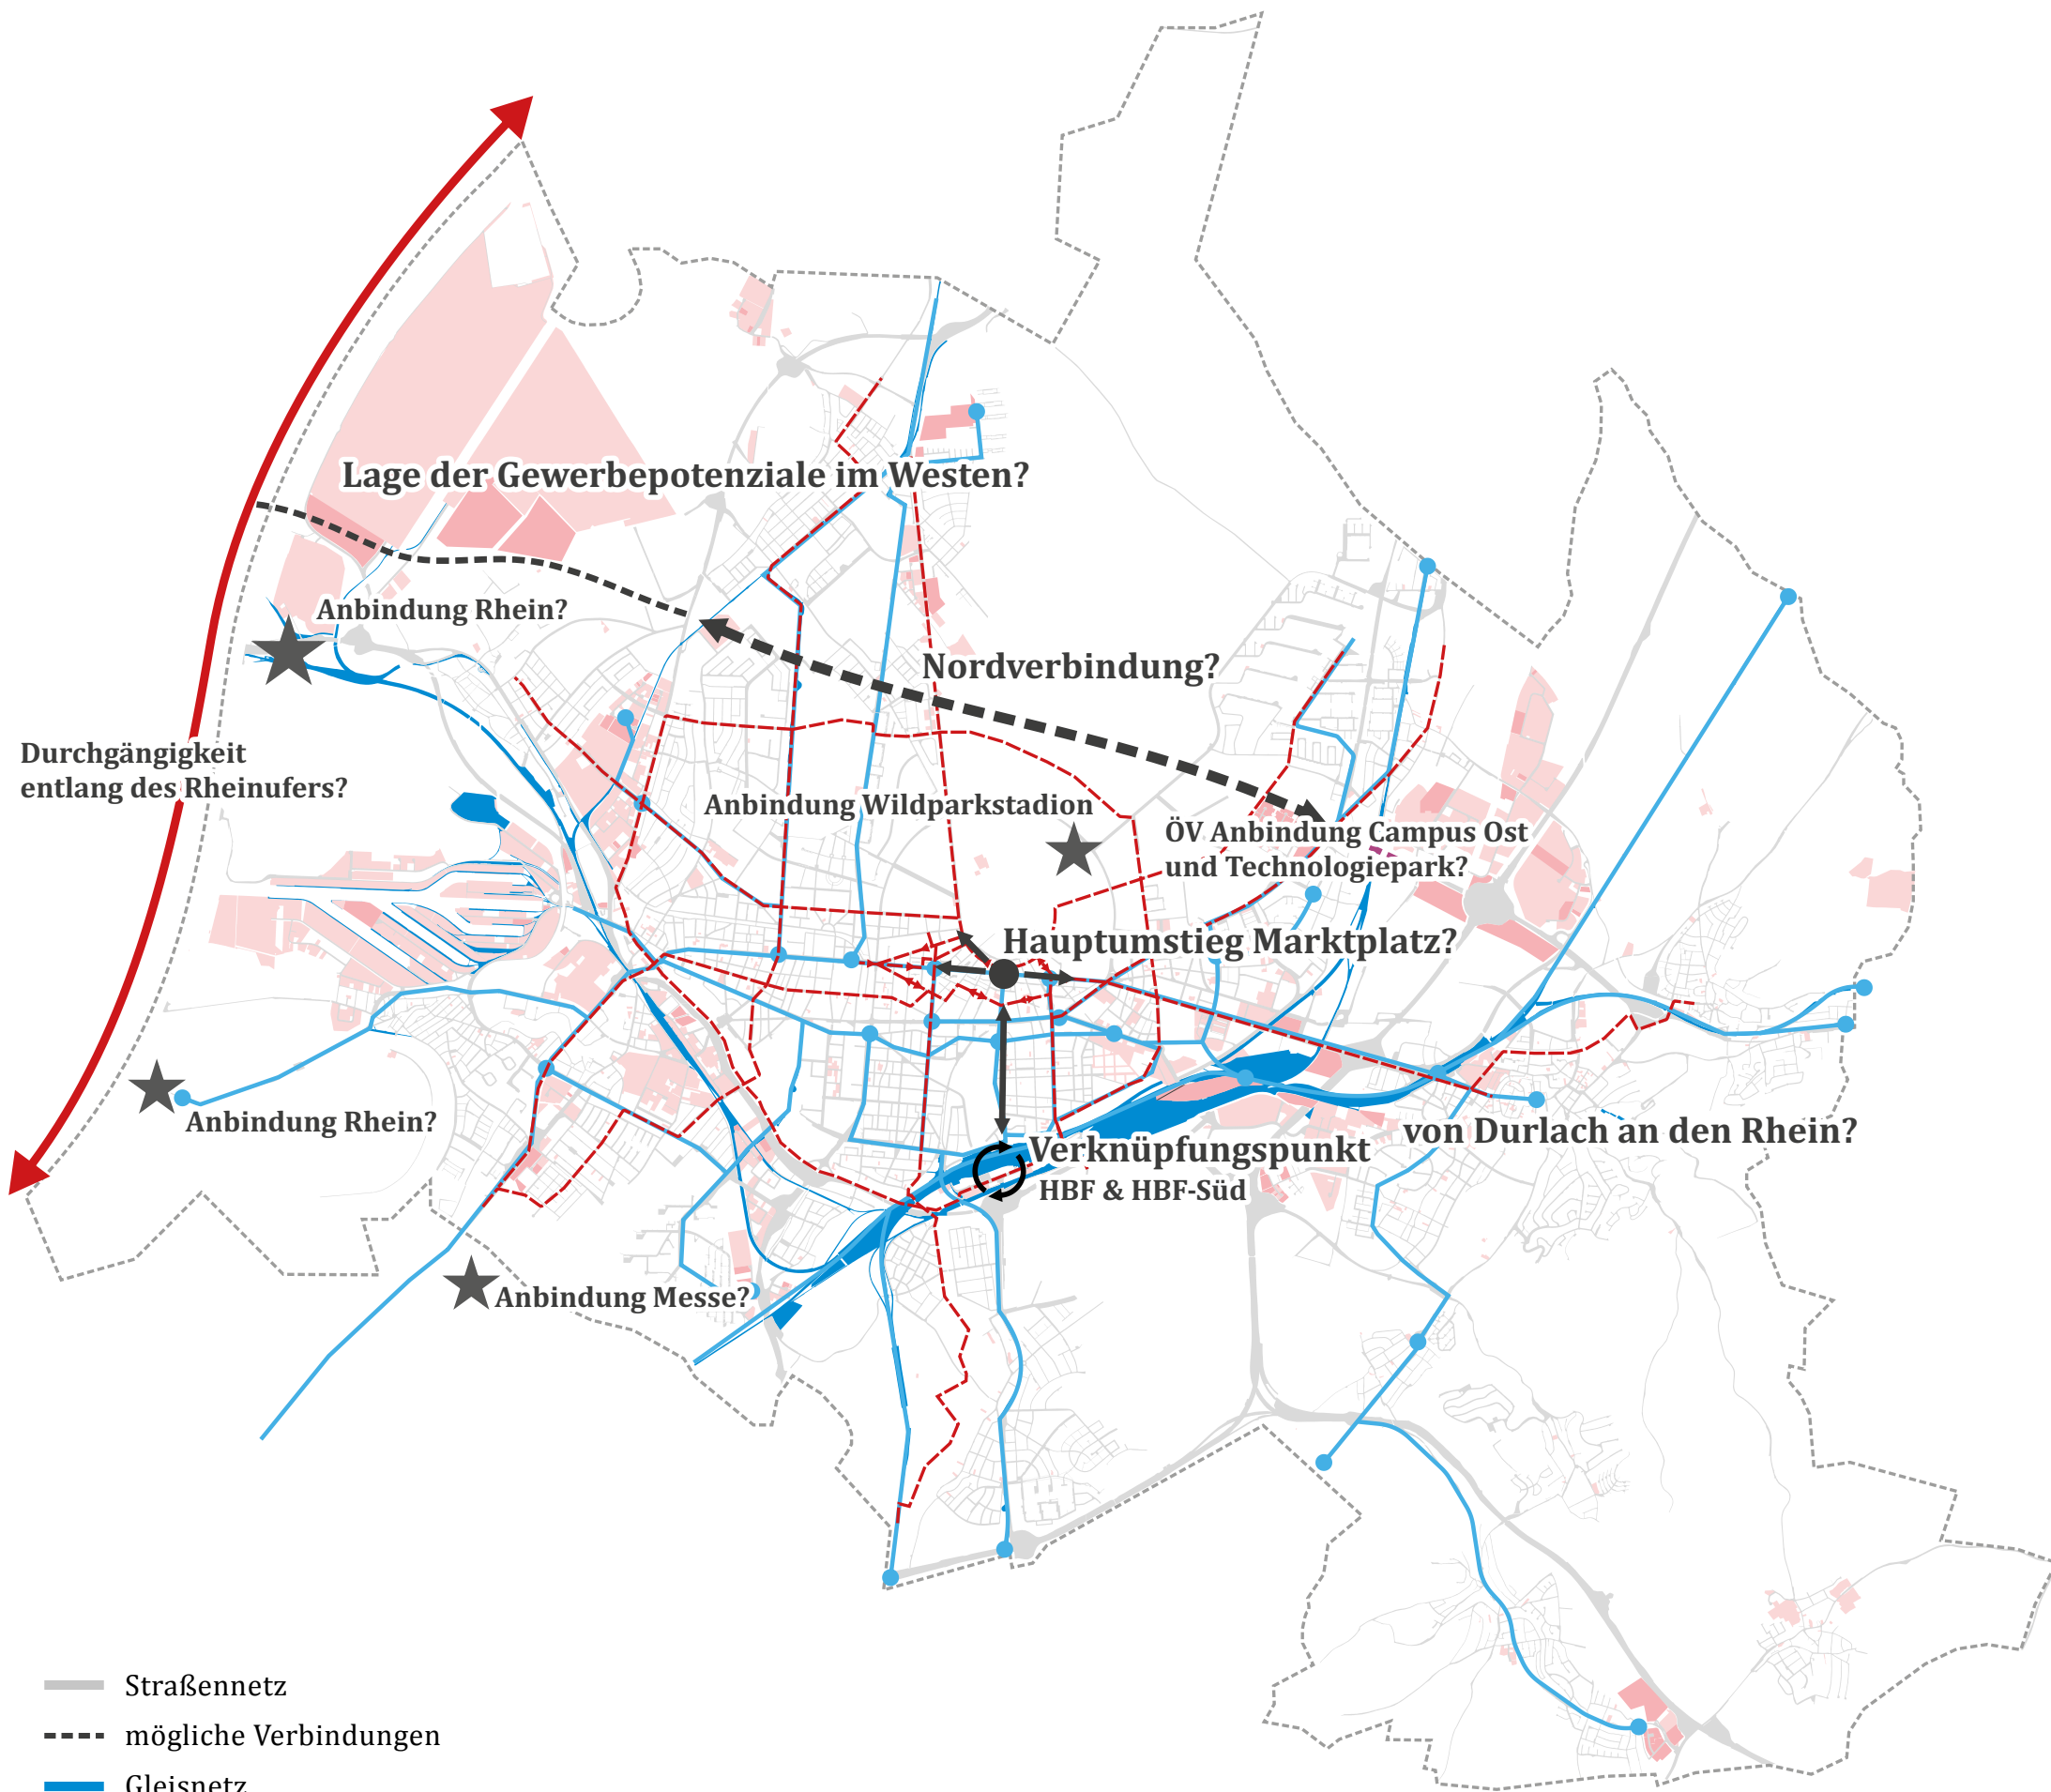 Lage der Gewerbepotenziale im Westen?
Anbindung Rhein?
Nordverbindung?
Durchgängigkeit
entlang des Rheinufers?
Anbindung Wildparkstadion
ÖV Anbindung Campus Ost
und Technologiepark?
Hauptumstieg Marktplatz?
Anbindung Rhein?
von Durlach an den Rhein?
Verknüpfungspunkt
HBF & HBF-Süd
Anbindung Messe?
Straßennetz
mögliche Verbindungen
Gleisnetz